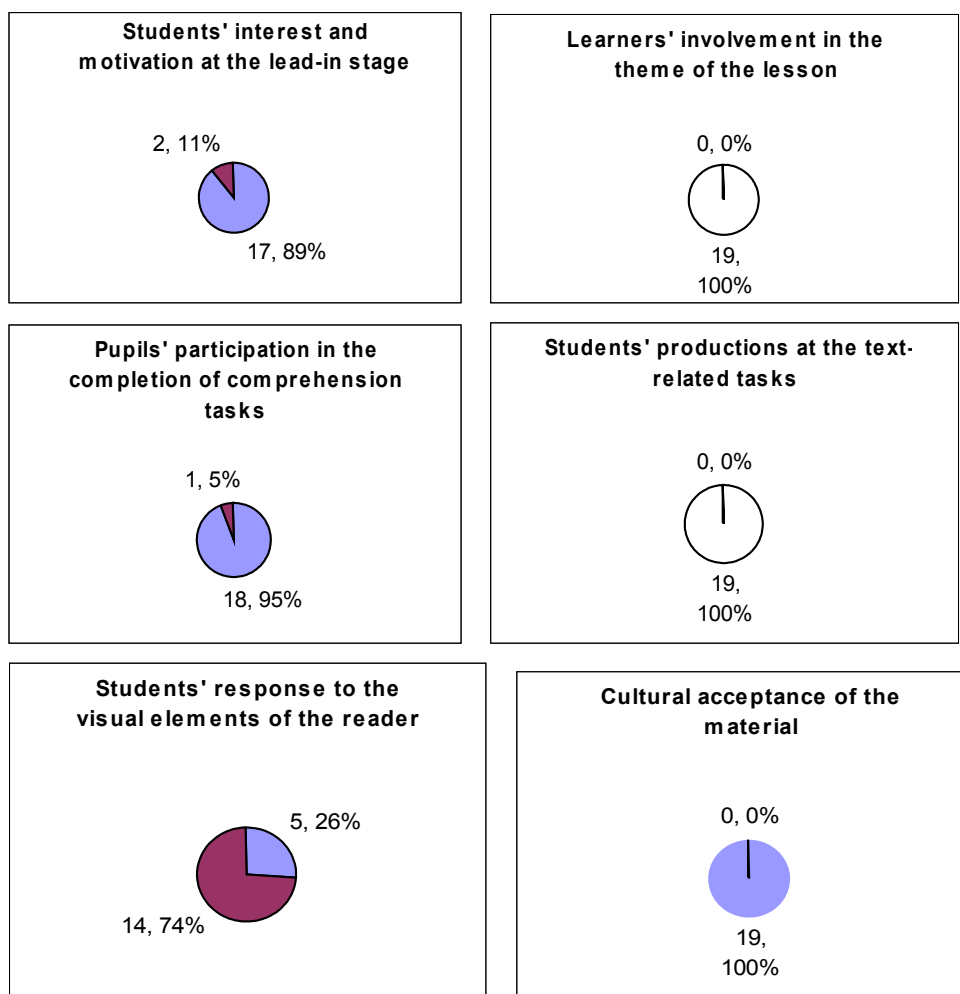 Students' interest and
motivation at the lead-in stage
2, 11%
17, 89%
Learners' involvement in the
theme of the lesson
0, 0%
19,
100%
Pupils' participation in the
completion of comprehension
tasks
1, 5%
18, 95%
Students' productions at the text-
related tasks
0, 0%
19,
100%
Students' response to the
visual elements of the reader
5, 26%
14, 74%
Cultural acceptance of the
material
0, 0%
19,
100%